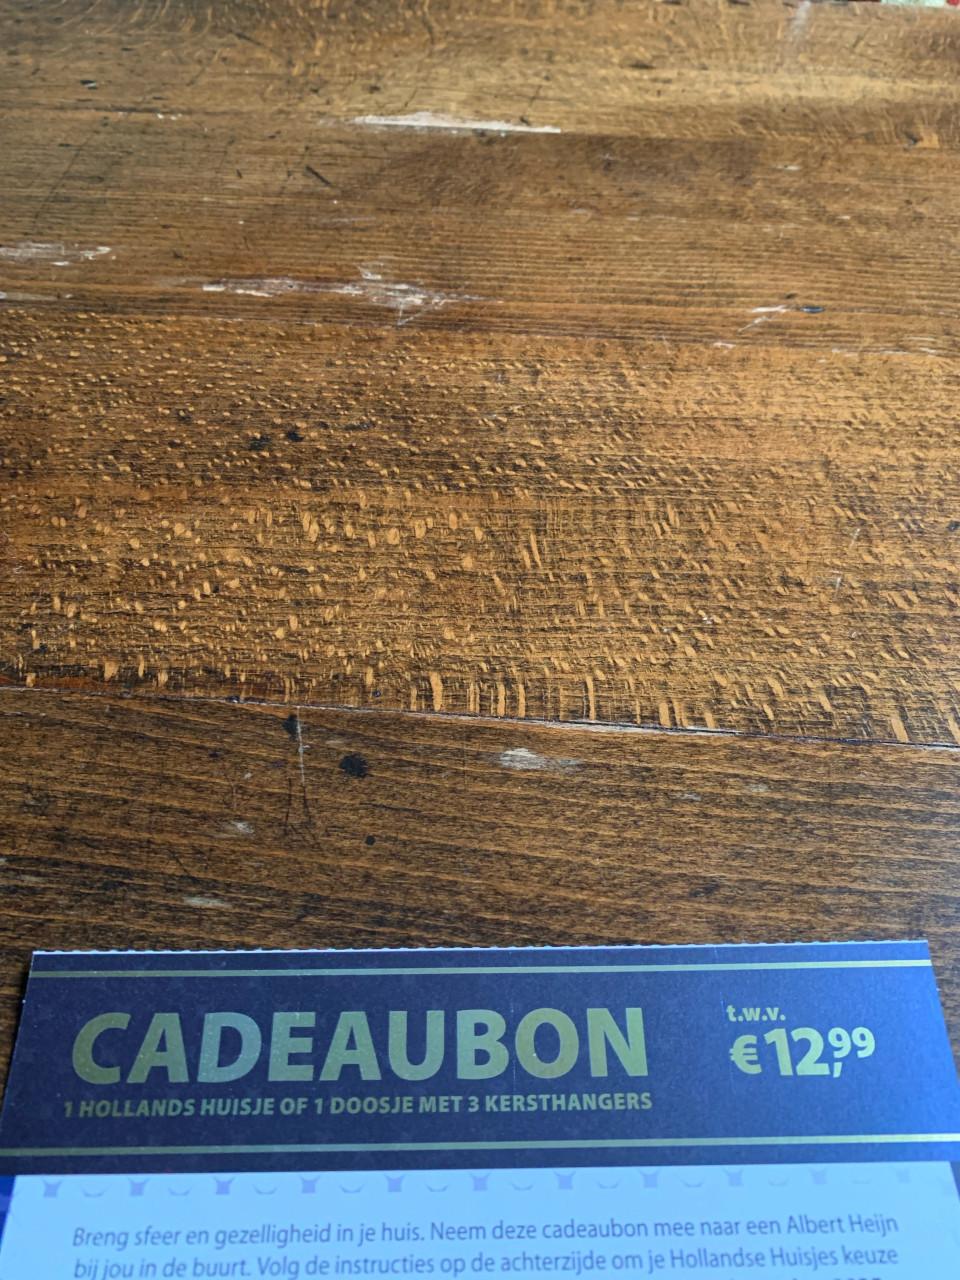 CADEAUBON
t.w.v.
€12,99
1 HOLLANDS HUISJE OF 1 DOOSJE MET 3 KERSTHANGERS
Breng sfeer en gezelligheid in je huis. Neem deze cadeaubon mee naar een Albert Heijn
bij jou in de buurt. Volg de instructies op de achterzijde om je Hollandse Huisjes keuze